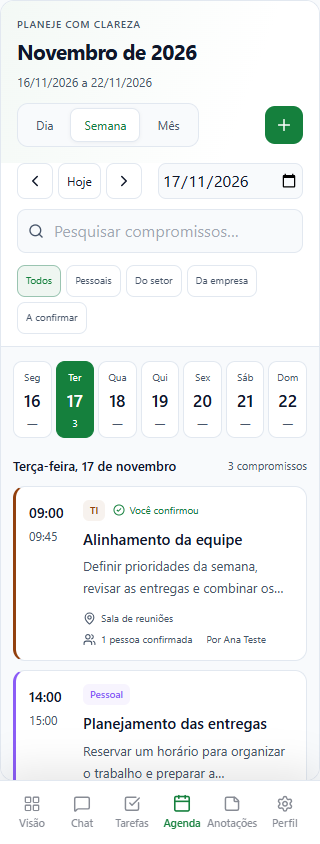 PLANEJE COM CLAREZA
Novembro de 2026
16/11/2026 a 22/11/2026
Dia Semana Mês
Hoje 17/11/2026
Pesquisar compromissos...
Todos Pessoais Do setor Da empresa
A confirmar
Seg Ter Qua Qui Sex Sáb Dom
16 17 18 19 20 21 22
— 3 — — — — —
Terça-feira, 17 de novembro 3 compromissos
09:00 TI Você confirmou
09:45
Alinhamento da equipe
Definir prioridades da semana,
revisar as entregas e combinar os...
Sala de reuniões
1 pessoa confirmada Por Ana Teste
14:00 Pessoal
15:00
Planejamento das entregas
Reservar um horário para organizar
o trabalho e preparar a...
Visão Chat Tarefas Agenda Anotações Perfil